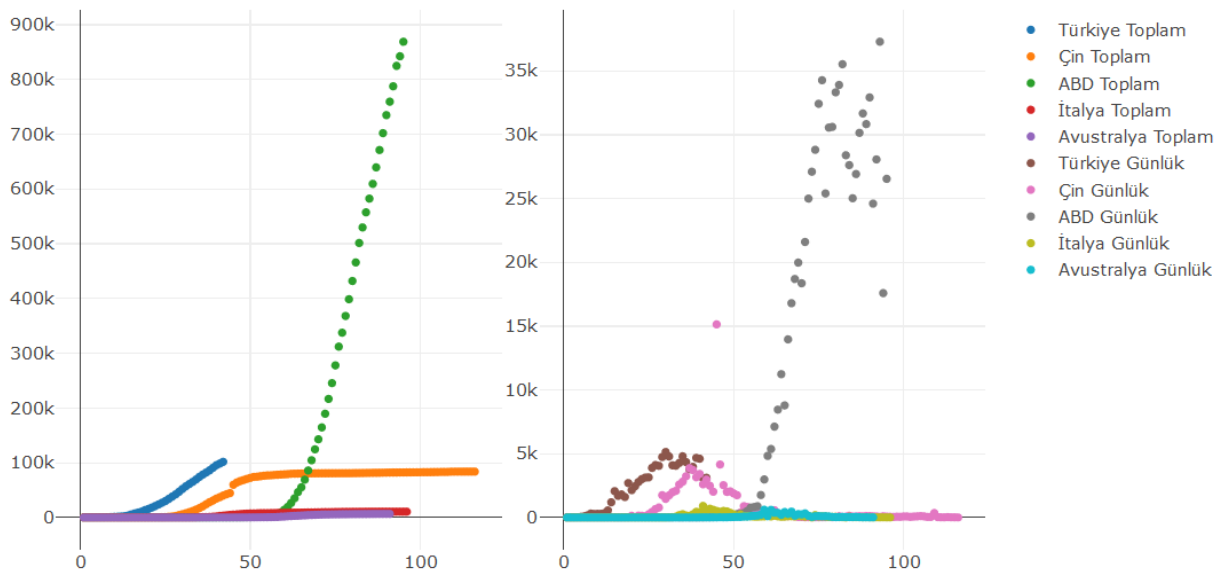 900k
800k
700k
600k
500k
400k
300k
200k
100k
0
0
50
100
35k
30k
25k
20k
15k
10k
5k
0
0
50
100
Türkiye Toplam
Çin Toplam
ABD Toplam
İtalya Toplam
Avustralya Toplam
Türkiye Günlük
Çin Günlük
ABD Günlük
İtalya Günlük
Avustralya Günlük